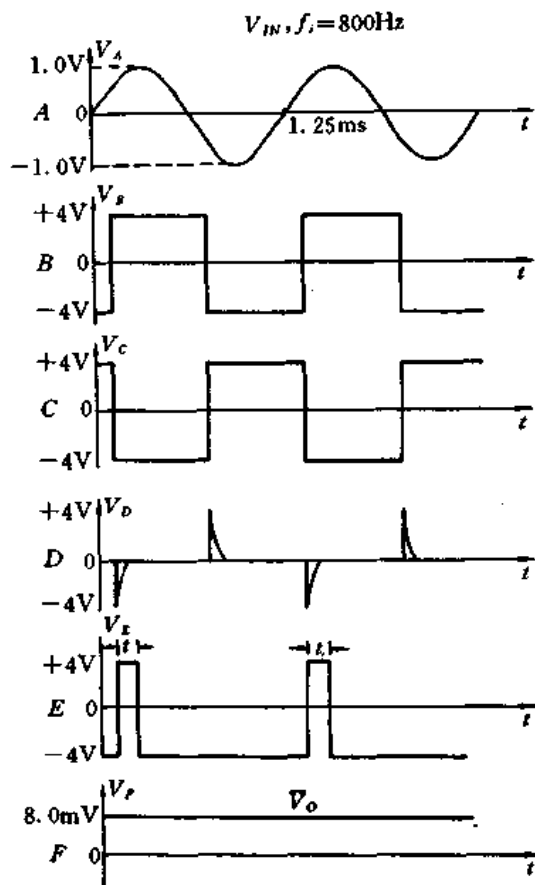 V_IN, f_i = 800Hz
V_A
1.0V
A 0
1.25ms
t
-1.0V
V_B
+4V
B 0
t
-4V
V_C
+4V
C 0
t
-4V
V_D
+4V
D 0
t
-4V
V_E
t
t
+4V
E 0
t
-4V
V_F
V_O
8.0mV
F 0
t